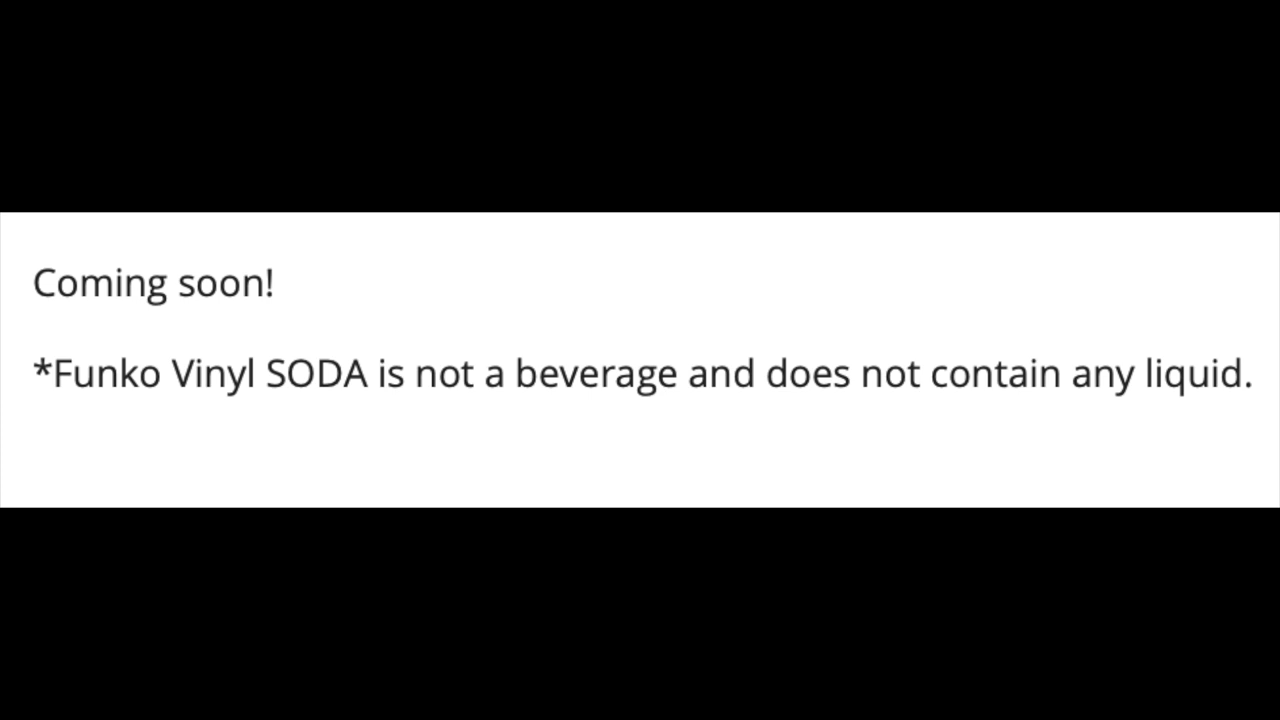 Coming soon!
*Funko Vinyl SODA is not a beverage and does not contain any liquid.